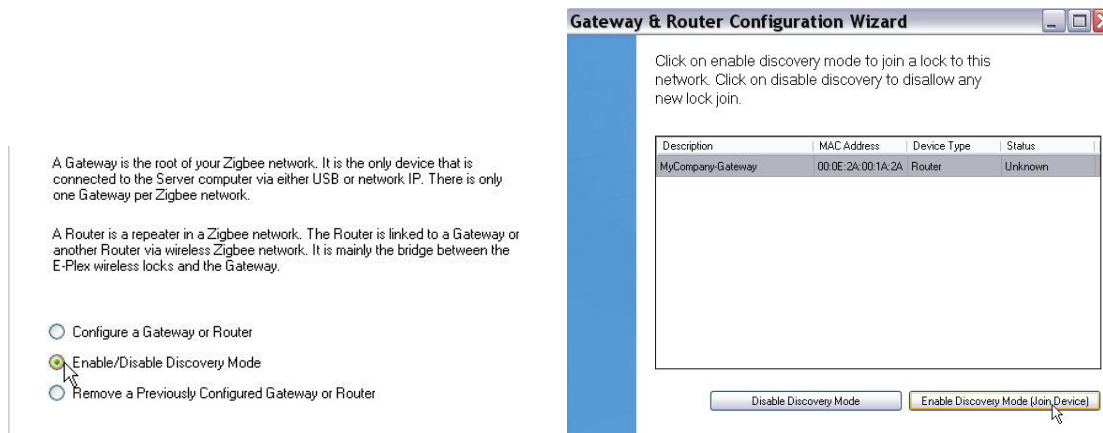 A Gateway is the root of your Zigbee network. It is the only device that is
connected to the Server computer via either USB or network IP. There is only
one Gateway per Zigbee network.
A Router is a repeater in a Zigbee network. The Router is linked to a Gateway or
another Router via wireless Zigbee network. It is mainly the bridge between the
E-Plex wireless locks and the Gateway.
Configure a Gateway or Router
Enable/Disable Discovery Mode
Remove a Previously Configured Gateway or Router
Gateway & Router Configuration Wizard
Click on enable discovery mode to join a lock to this
network. Click on disable discovery to disallow any
new lock join.
Description MAC Address Device Type Status
MyCompany-Gateway 00:0E:2A:00:1A:2A Router Unknown
Disable Discovery Mode Enable Discovery Mode (Join Device)